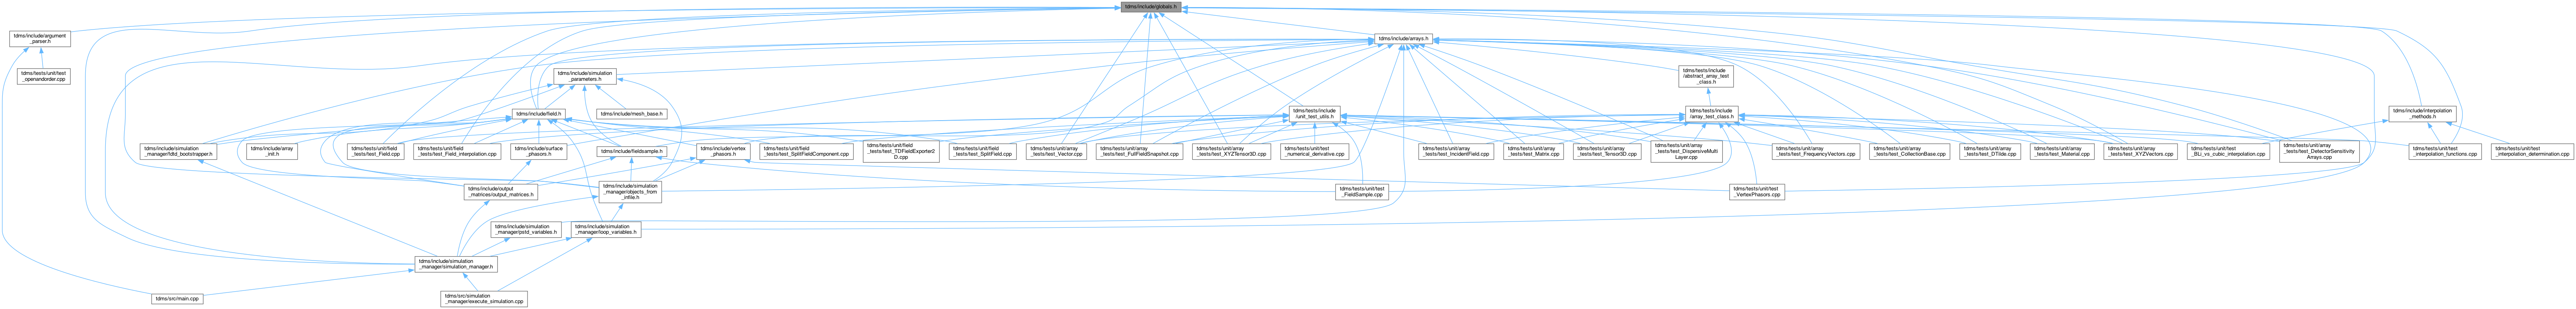 tdms/include/globals.h
tdms/include/argument
_parser.h
tdms/include/arrays.h
tdms/tests/unit/test
_openandorder.cpp
tdms/include/simulation
_parameters.h
tdms/tests/include
/abstract_array_test
_class.h
tdms/include/field.h
tdms/include/mesh_base.h
tdms/tests/include
/unit_test_utils.h
tdms/tests/include
/array_test_class.h
tdms/include/interpolation
_methods.h
tdms/include/simulation
_manager/fdtd_bootstrapper.h
tdms/include/array
_init.h
tdms/tests/unit/field
_tests/test_Field.cpp
tdms/tests/unit/field
_tests/test_Field_interpolation.cpp
tdms/include/surface
_phasors.h
tdms/include/fieldsample.h
tdms/include/vertex
_phasors.h
tdms/tests/unit/field
_tests/test_SplitFieldComponent.cpp
tdms/tests/unit/field
_tests/test_TDFieldExporter2
D.cpp
tdms/tests/unit/field
_tests/test_SplitField.cpp
tdms/tests/unit/array
_tests/test_Vector.cpp
tdms/tests/unit/array
_tests/test_FullFieldSnapshot.cpp
tdms/tests/unit/array
_tests/test_XYZTensor3D.cpp
tdms/tests/unit/test
_numerical_derivative.cpp
tdms/tests/unit/array
_tests/test_IncidentField.cpp
tdms/tests/unit/array
_tests/test_Matrix.cpp
tdms/tests/unit/array
_tests/test_Tensor3D.cpp
tdms/tests/unit/array
_tests/test_DispersiveMulti
Layer.cpp
tdms/tests/unit/array
_tests/test_FrequencyVectors.cpp
tdms/tests/unit/array
_tests/test_CollectionBase.cpp
tdms/tests/unit/array
_tests/test_DTilde.cpp
tdms/tests/unit/array
_tests/test_Material.cpp
tdms/tests/unit/array
_tests/test_XYZVectors.cpp
tdms/tests/unit/test
_BLi_vs_cubic_interpolation.cpp
tdms/tests/unit/array
_tests/test_DetectorSensitivity
Arrays.cpp
tdms/tests/unit/test
_interpolation_functions.cpp
tdms/tests/unit/test
_interpolation_determination.cpp
tdms/include/output
_matrices/output_matrices.h
tdms/include/simulation
_manager/objects_from
_infile.h
tdms/tests/unit/test
_FieldSample.cpp
tdms/tests/unit/test
_VertexPhasors.cpp
tdms/include/simulation
_manager/pstd_variables.h
tdms/include/simulation
_manager/loop_variables.h
tdms/include/simulation
_manager/simulation_manager.h
tdms/src/main.cpp
tdms/src/simulation
_manager/execute_simulation.cpp